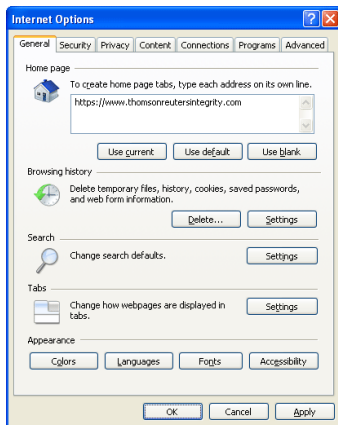 Internet Options
General Security Privacy Content Connections Programs Advanced
Home page
To create home page tabs, type each address on its own line.
https://www.thomsonreutersintegrity.com
Use current Use default Use blank
Browsing history
Delete temporary files, history, cookies, saved passwords,
and web form information.
Delete... Settings
Search
Change search defaults.
Settings
Tabs
Change how webpages are displayed in
tabs.
Settings
Appearance
Colors Languages Fonts Accessibility
OK Cancel Apply